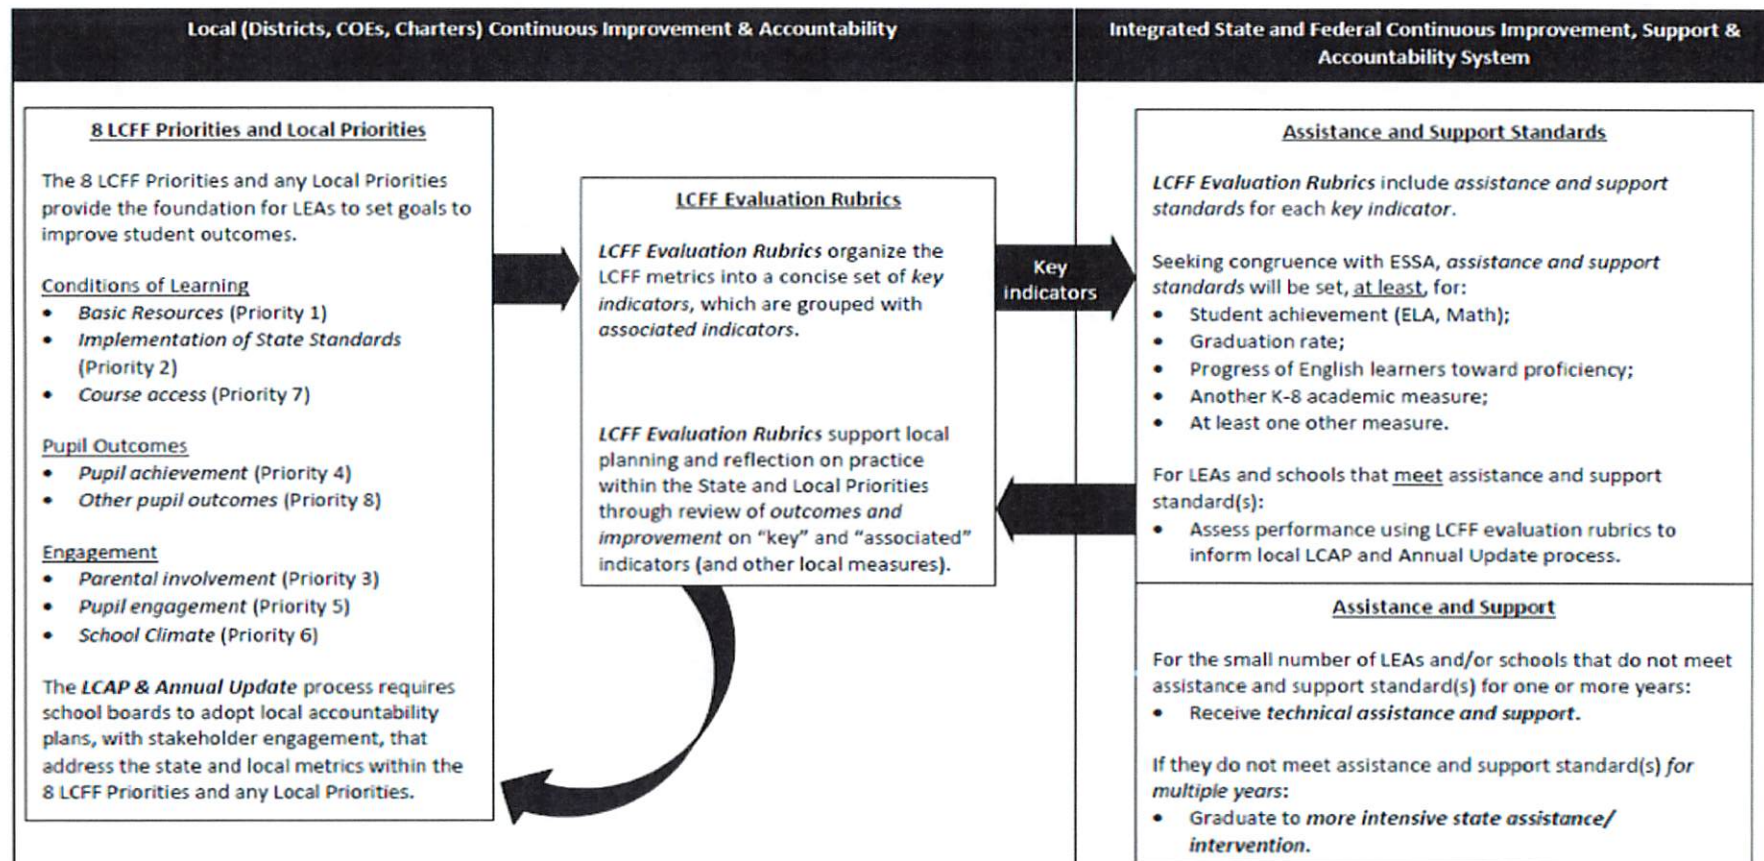 Local (Districts, COEs, Charters) Continuous Improvement & Accountability
Integrated State and Federal Continuous Improvement, Support &
Accountability System
8 LCFF Priorities and Local Priorities
The 8 LCFF Priorities and any Local Priorities
provide the foundation for LEAs to set goals to
improve student outcomes.
Conditions of Learning
• Basic Resources (Priority 1)
• Implementation of State Standards
(Priority 2)
• Course access (Priority 7)
Pupil Outcomes
• Pupil achievement (Priority 4)
• Other pupil outcomes (Priority 8)
Engagement
• Parental involvement (Priority 3)
• Pupil engagement (Priority 5)
• School Climate (Priority 6)
The LCAP & Annual Update process requires
school boards to adopt local accountability
plans, with stakeholder engagement, that
address the state and local metrics within the
8 LCFF Priorities and any Local Priorities.
LCFF Evaluation Rubrics
LCFF Evaluation Rubrics organize the
LCFF metrics into a concise set of key
indicators, which are grouped with
associated indicators.
LCFF Evaluation Rubrics support local
planning and reflection on practice
within the State and Local Priorities
through review of outcomes and
improvement on “key” and “associated”
indicators (and other local measures).
Key
indicators
Assistance and Support Standards
LCFF Evaluation Rubrics include assistance and support
standards for each key indicator.
Seeking congruence with ESSA, assistance and support
standards will be set, at least, for:
• Student achievement (ELA, Math);
• Graduation rate;
• Progress of English learners toward proficiency;
• Another K-8 academic measure;
• At least one other measure.
For LEAs and schools that meet assistance and support
standard(s):
• Assess performance using LCFF evaluation rubrics to
inform local LCAP and Annual Update process.
Assistance and Support
For the small number of LEAs and/or schools that do not meet
assistance and support standard(s) for one or more years:
• Receive technical assistance and support.
If they do not meet assistance and support standard(s) for
multiple years:
• Graduate to more intensive state assistance/
intervention.